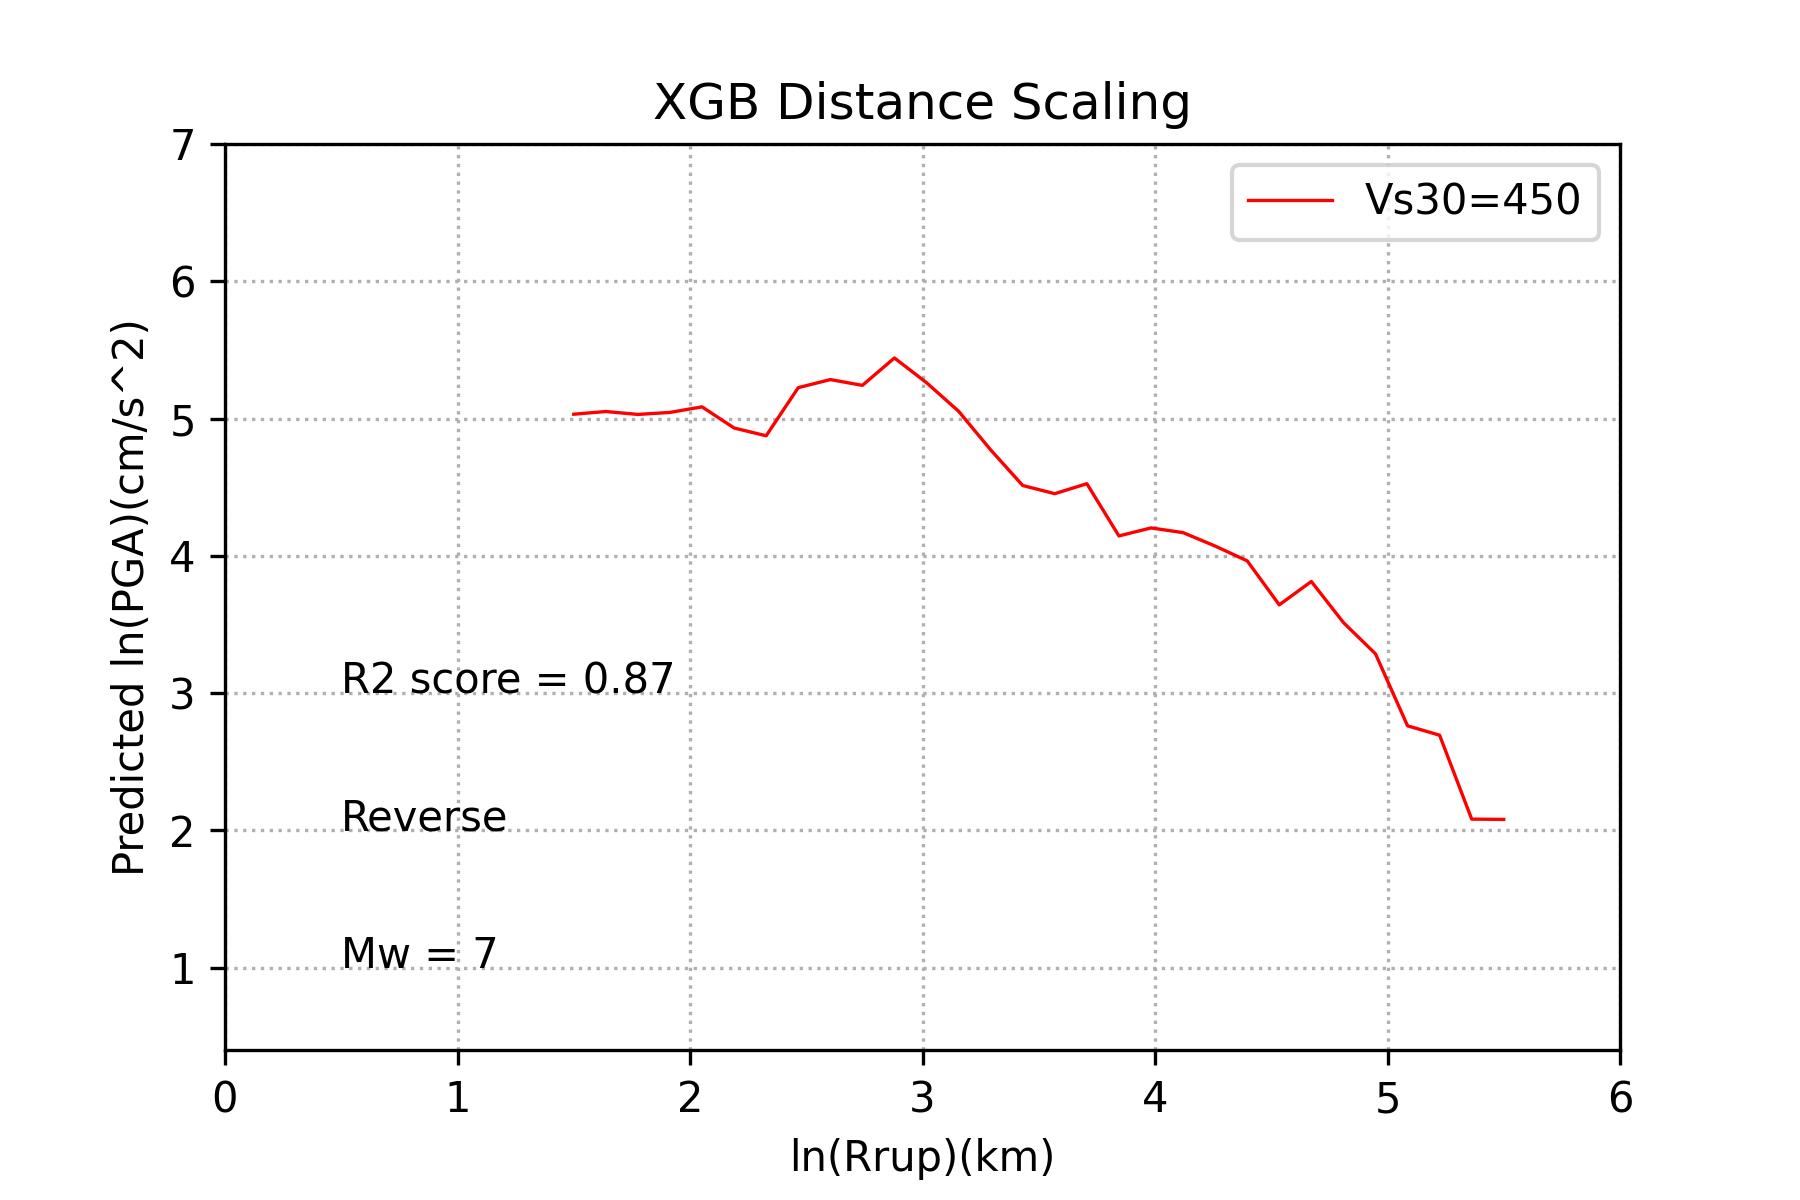 XGB Distance Scaling
7
6
5
4
3
2
1
Predicted ln(PGA)(cm/s^2)
Vs30=450
R2 score = 0.87
Reverse
Mw = 7
0 1 2 3 4 5 6
ln(Rrup)(km)